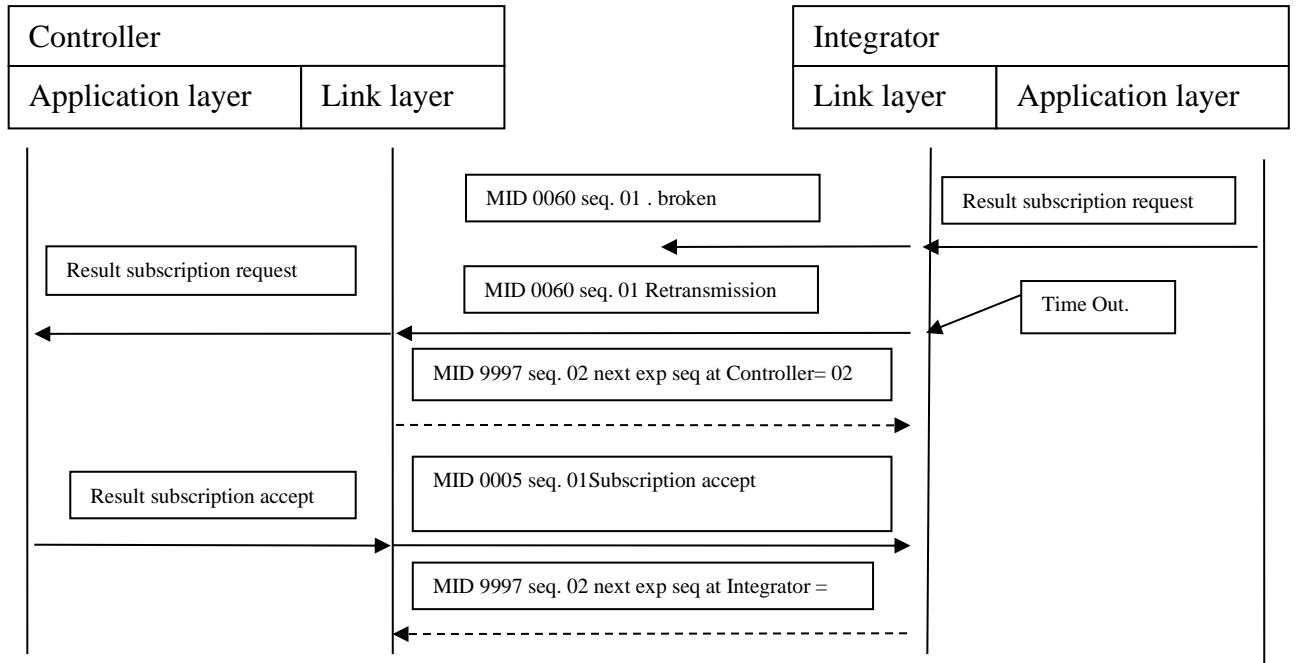 Controller
Integrator
Application layer
Link layer
Link layer
Application layer
MID 0060 seq. 01 . broken
Result subscription request
Result subscription request
MID 0060 seq. 01 Retransmission
Time Out.
MID 9997 seq. 02 next exp seq at Controller= 02
MID 0005 seq. 01Subscription accept
Result subscription accept
MID 9997 seq. 02 next exp seq at Integrator =